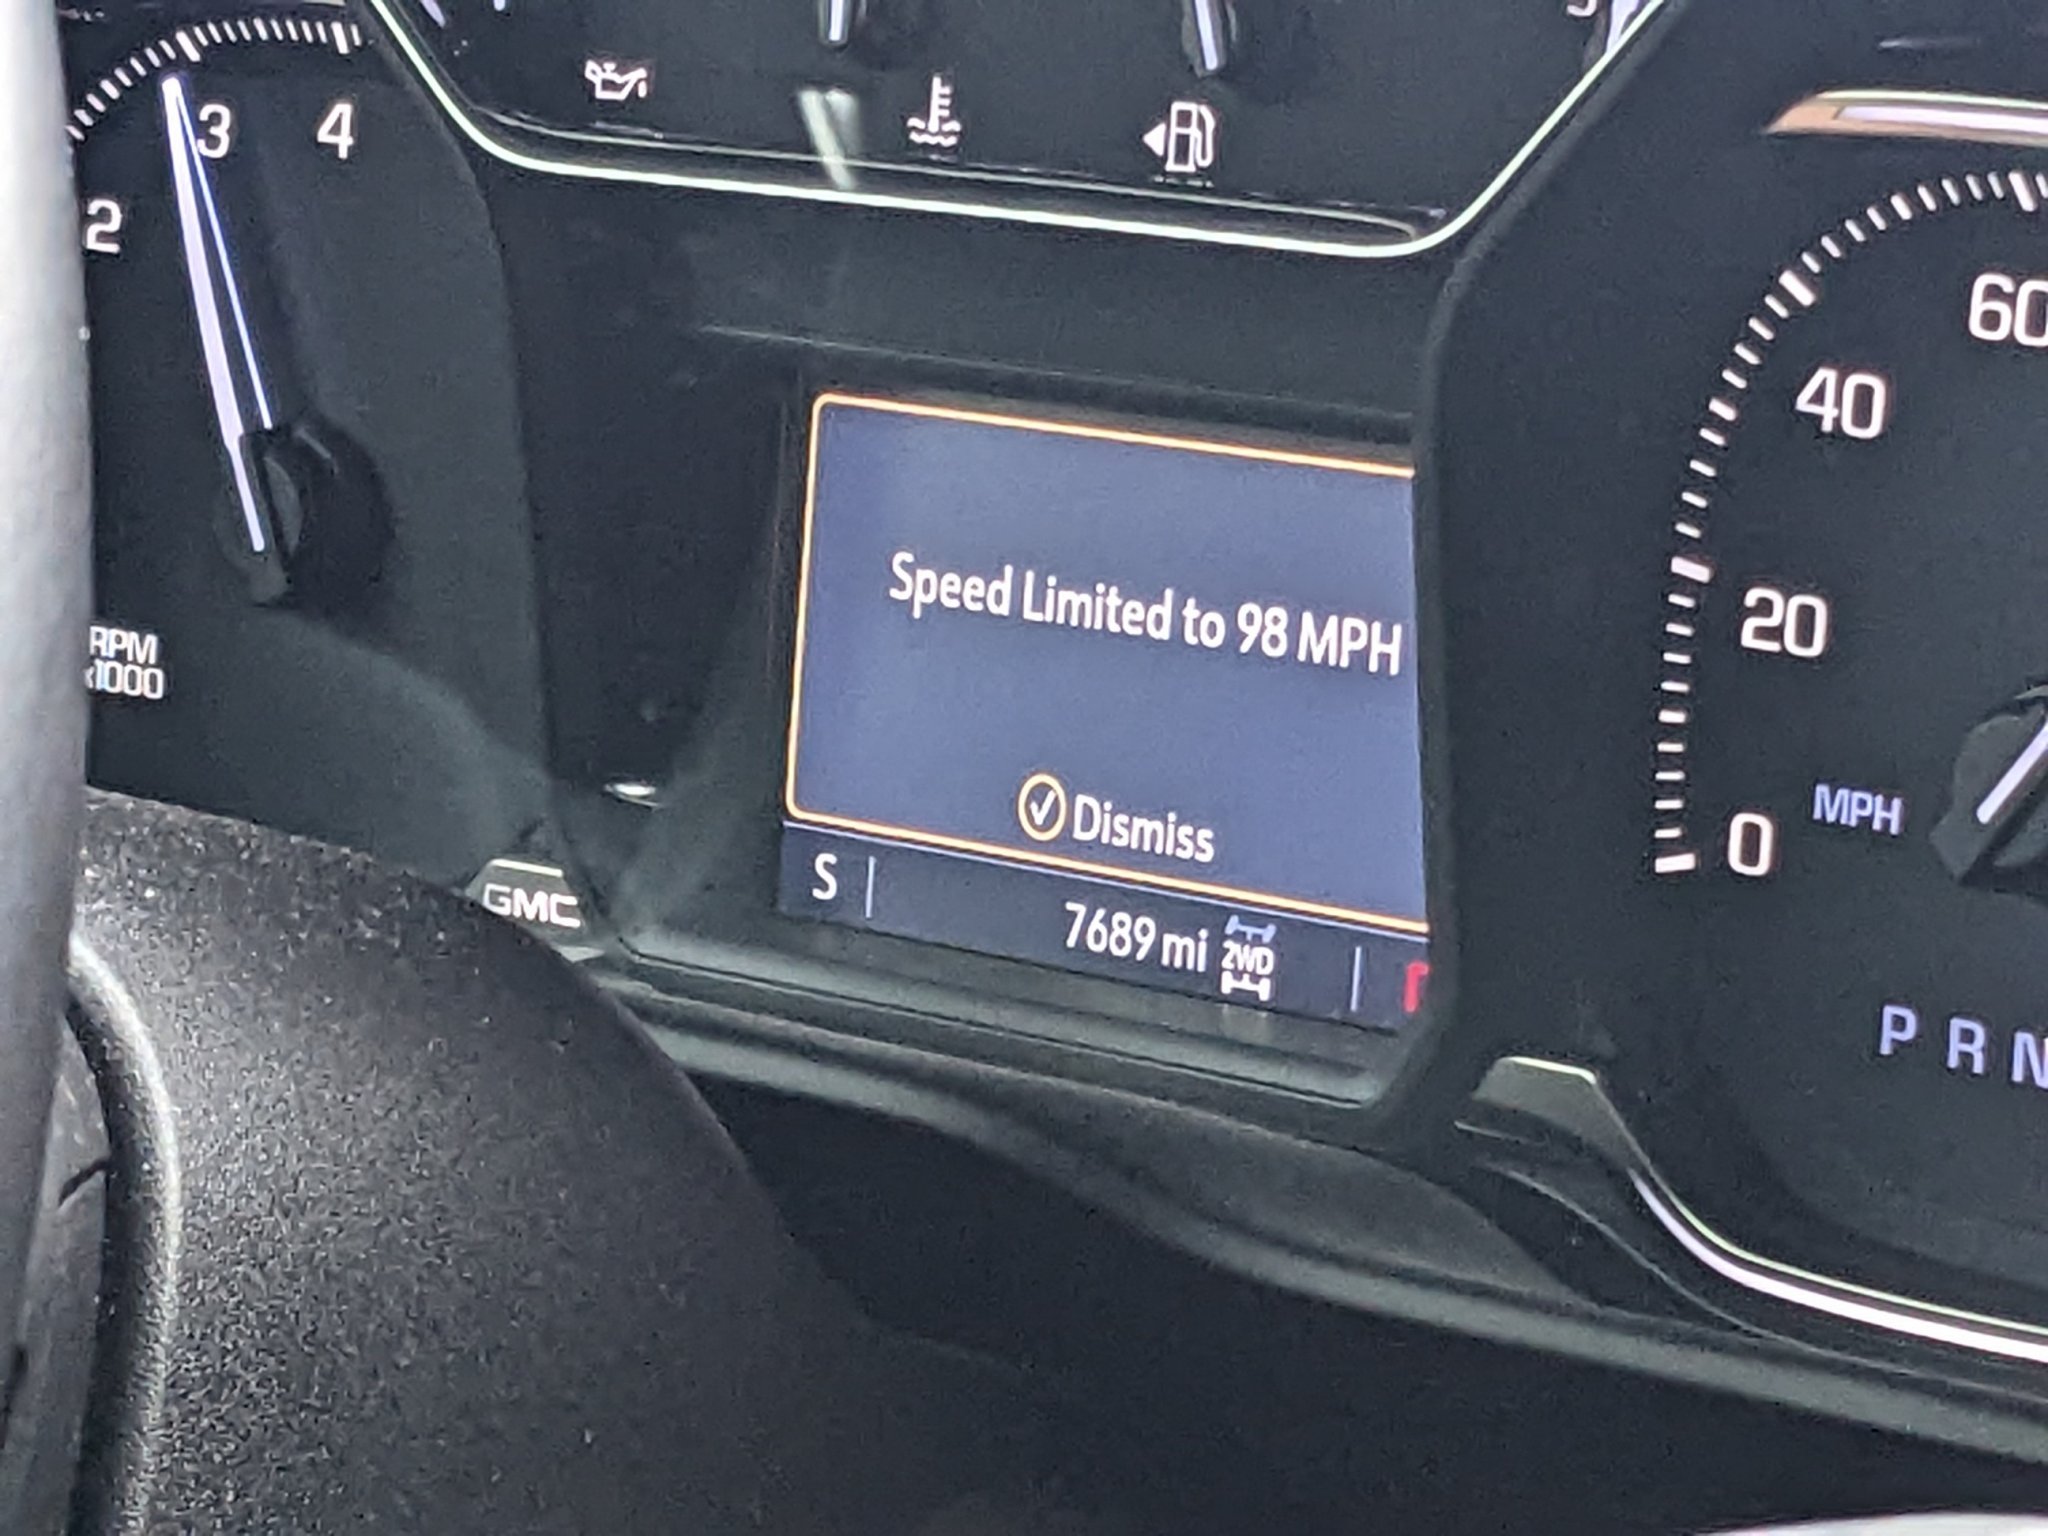 3
4
2
RPM
x1000
Speed Limited to 98 MPH
Dismiss
S
7689 mi
2WD
GMC
60
40
20
0
MPH
P R N